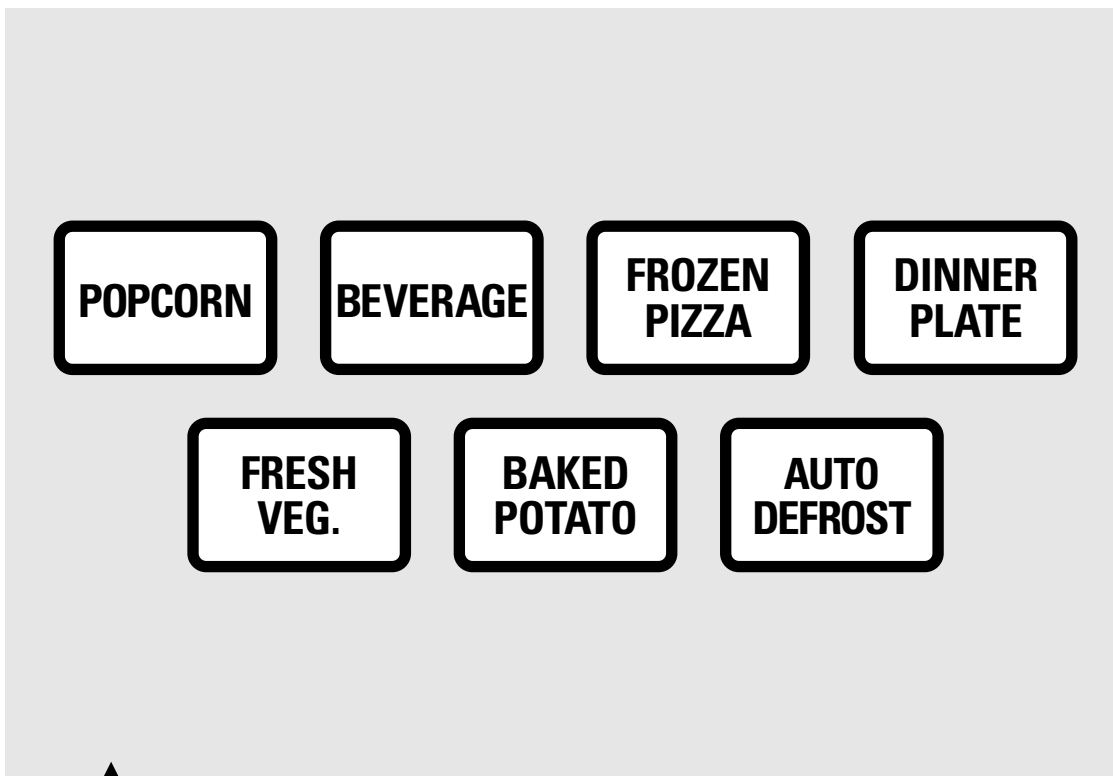 POPCORN
BEVERAGE
FROZEN
PIZZA
DINNER
PLATE
FRESH
VEG.
BAKED
POTATO
AUTO
DEFROST